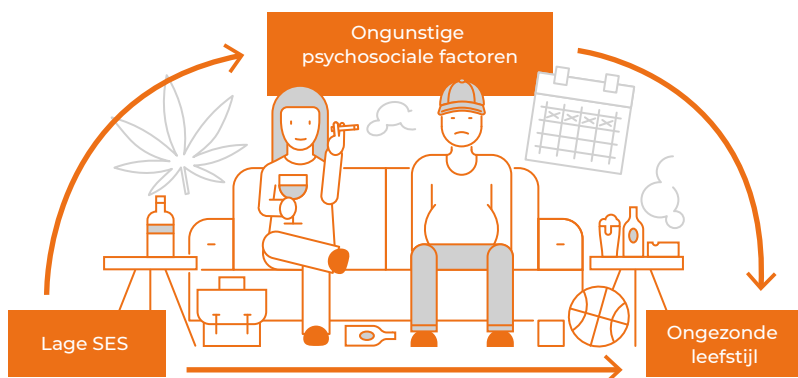 Ongunstige
psychosociale factoren
Lage SES
Ongezonde
leefstijl